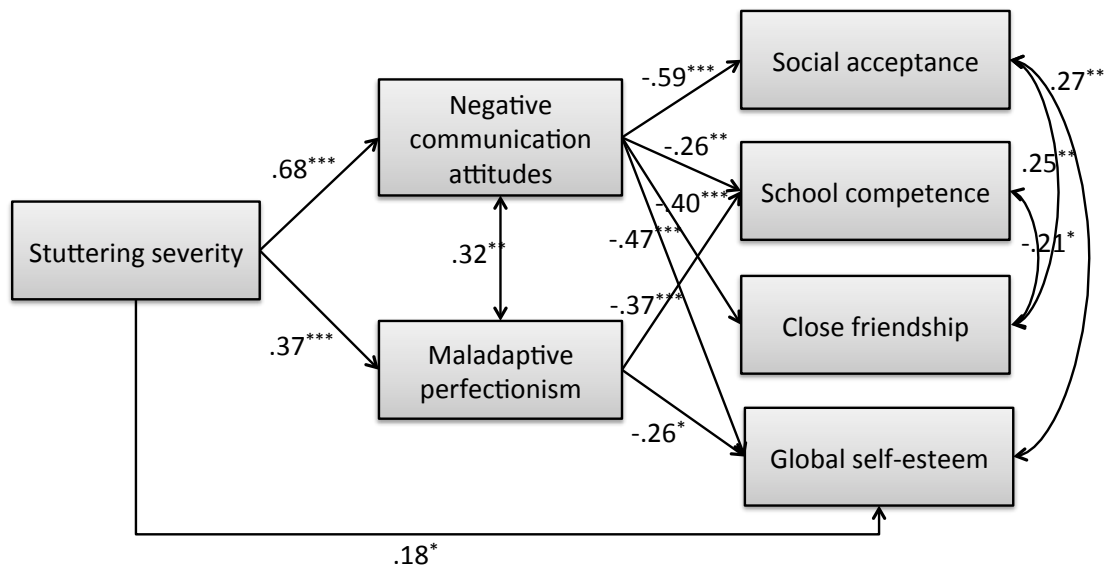 Social acceptance
-.59***
.27**
Negative
communication
attitudes
-.26**
.25**
.68***
School competence
-.40***
-.47***
-.21*
Stuttering severity
.32**
-.37***
Close friendship
.37***
Maladaptive
perfectionism
-.26*
Global self-esteem
.18*